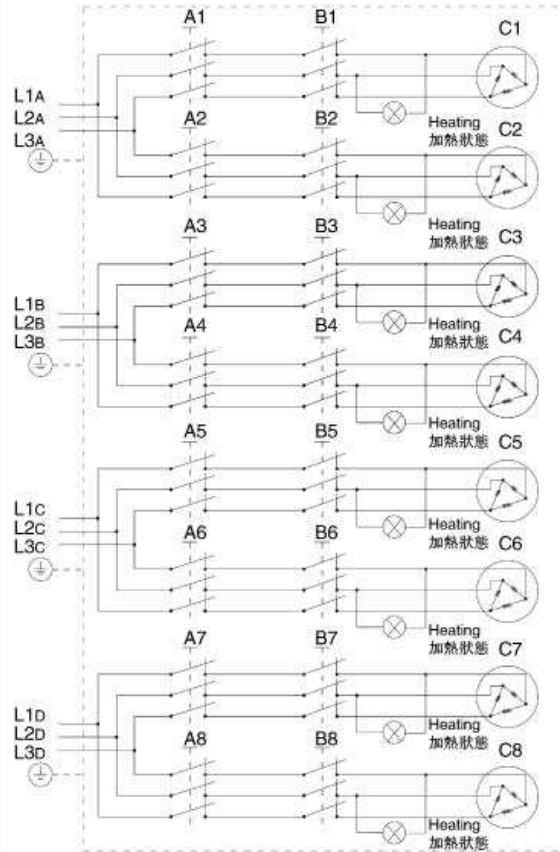 A1 B1 C1
L1A
L2A
L3A
A2 B2
Heating
加熱狀態
C2
Heating
加熱狀態
A3 B3 C3
L1B
L2B
L3B
A4 B4
Heating
加熱狀態
C4
Heating
加熱狀態
A5 B5 C5
L1C
L2C
L3C
A6 B6
Heating
加熱狀態
C6
Heating
加熱狀態
A7 B7 C7
L1D
L2D
L3D
A8 B8
Heating
加熱狀態
C8
Heating
加熱狀態